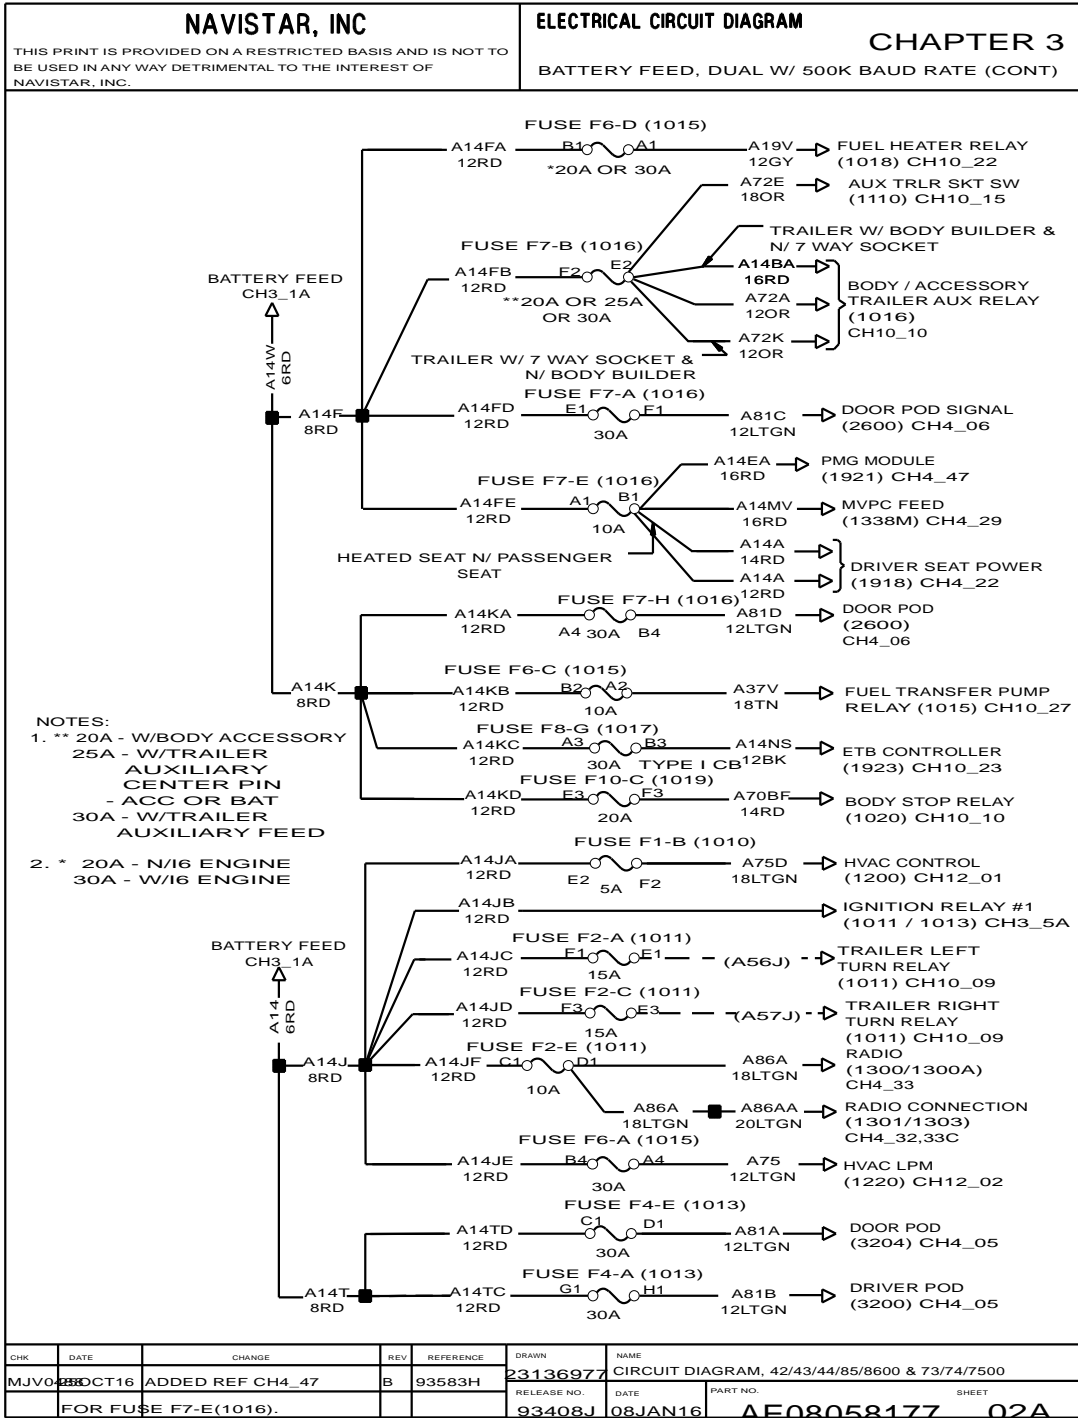 NAVISTAR, INC
THIS PRINT IS PROVIDED ON A RESTRICTED BASIS AND IS NOT TO
BE USED IN ANY WAY DETRIMENTAL TO THE INTEREST OF
NAVISTAR, INC.
ELECTRICAL CIRCUIT DIAGRAM
CHAPTER 3
BATTERY FEED, DUAL W/ 500K BAUD RATE (CONT)
FUSE F6-D (1015)
A14FA
12RD
B1
A1
*20A OR 30A
A19V
12GY
FUEL HEATER RELAY
(1018) CH10_22
A72E
18OR
AUX TRLR SKT SW
(1110) CH10_15
TRAILER W/ BODY BUILDER &
N/ 7 WAY SOCKET
FUSE F7-B (1016)
A14FB
12RD
F2
E2
**20A OR 25A
OR 30A
A14BA
16RD
A72A
12OR
A72K
12OR
BODY / ACCESSORY
TRAILER AUX RELAY
(1016)
CH10_10
TRAILER W/ 7 WAY SOCKET &
N/ BODY BUILDER
BATTERY FEED
CH3_1A
A14W
6RD
A14F
8RD
FUSE F7-A (1016)
A14FD
12RD
E1
F1
30A
A81C
12LTGN
DOOR POD SIGNAL
(2600) CH4_06
A14EA
16RD
PMG MODULE
(1921) CH4_47
FUSE F7-E (1016)
A14FE
12RD
A1
B1
10A
A14MV
16RD
MVPC FEED
(1338M) CH4_29
HEATED SEAT N/ PASSENGER
SEAT
A14A
14RD
A14A
12RD
DRIVER SEAT POWER
(1918) CH4_22
FUSE F7-H (1016)
A14KA
12RD
A4
30A
B4
A81D
12LTGN
DOOR POD
(2600)
CH4_06
A14K
8RD
FUSE F6-C (1015)
A14KB
12RD
B2
A2
10A
A37V
18TN
FUEL TRANSFER PUMP
RELAY (1015) CH10_27
FUSE F8-G (1017)
A14KC
12RD
A3
B3
30A
TYPE I CB
A14NS
12BK
ETB CONTROLLER
(1923) CH10_23
FUSE F10-C (1019)
A14KD
12RD
E3
F3
20A
A70BF
14RD
BODY STOP RELAY
(1020) CH10_10
NOTES:
1. ** 20A - W/BODY ACCESSORY
25A - W/TRAILER
AUXILIARY
CENTER PIN
- ACC OR BAT
30A - W/TRAILER
AUXILIARY FEED
2. * 20A - N/I6 ENGINE
30A - W/I6 ENGINE
FUSE F1-B (1010)
A14JA
12RD
E2
5A
F2
A75D
18LTGN
HVAC CONTROL
(1200) CH12_01
A14JB
12RD
IGNITION RELAY #1
(1011 / 1013) CH3_5A
BATTERY FEED
CH3_1A
A14
6RD
FUSE F2-A (1011)
A14JC
12RD
F1
E1
15A
(A56J)
TRAILER LEFT
TURN RELAY
(1011) CH10_09
FUSE F2-C (1011)
A14JD
12RD
F3
E3
15A
(A57J)
TRAILER RIGHT
TURN RELAY
(1011) CH10_09
A14J
8RD
FUSE F2-E (1011)
A14JF
12RD
C1
D1
10A
A86A
18LTGN
RADIO
(1300/1300A)
CH4_33
A86A
18LTGN
A86AA
20LTGN
RADIO CONNECTION
(1301/1303)
CH4_32,33C
FUSE F6-A (1015)
A14JE
12RD
B4
A4
30A
A75
12LTGN
HVAC LPM
(1220) CH12_02
FUSE F4-E (1013)
A14TD
12RD
C1
D1
30A
A81A
12LTGN
DOOR POD
(3204) CH4_05
A14T
8RD
FUSE F4-A (1013)
A14TC
12RD
G1
H1
30A
A81B
12LTGN
DRIVER POD
(3200) CH4_05
CHK
DATE
CHANGE
REV
REFERENCE
DRAWN
NAME
OCT16
ADDED REF CH4_47
B
93583H
23136977
CIRCUIT DIAGRAM, 42/43/44/85/8600 & 73/74/7500
FOR FUSE F7-E(1016).
RELEASE NO.
DATE
PART NO.
SHEET
93408J
08JAN16
AE08058177
02A